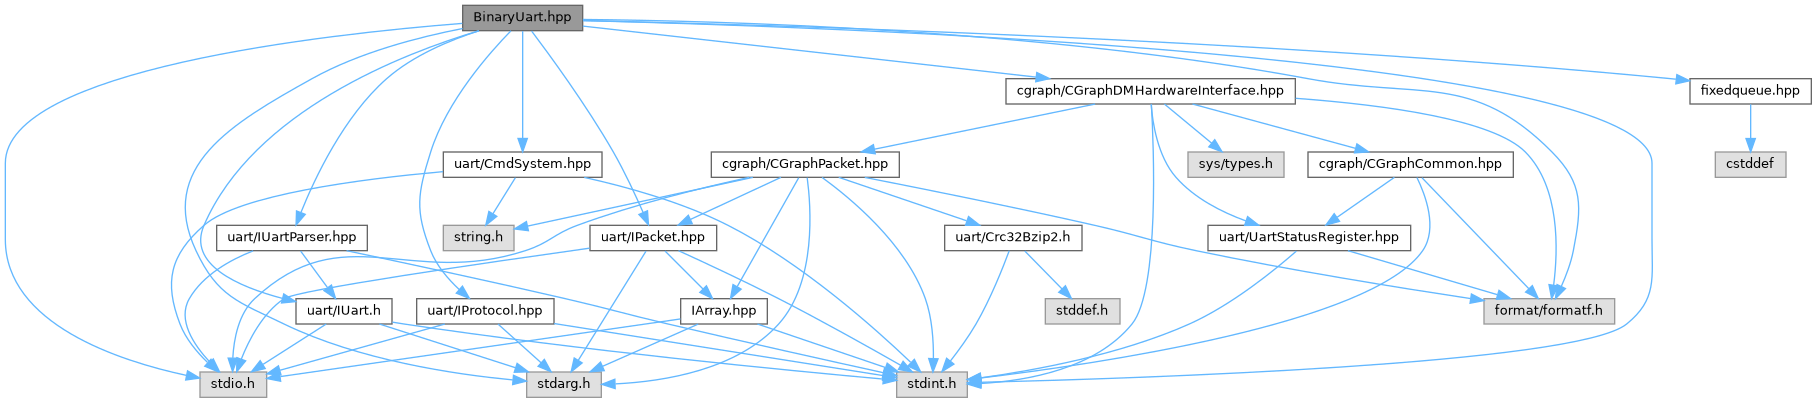 BinaryUart.hpp
cgraph/CGraphDMHardwareInterface.hpp
fixedqueue.hpp
uart/CmdSystem.hpp
cgraph/CGraphPacket.hpp
sys/types.h
cgraph/CGraphCommon.hpp
cstddef
uart/IUartParser.hpp
string.h
uart/IPacket.hpp
uart/Crc32Bzip2.h
uart/UartStatusRegister.hpp
uart/IUart.h
uart/IProtocol.hpp
IArray.hpp
stddef.h
format/formatf.h
stdio.h
stdarg.h
stdint.h